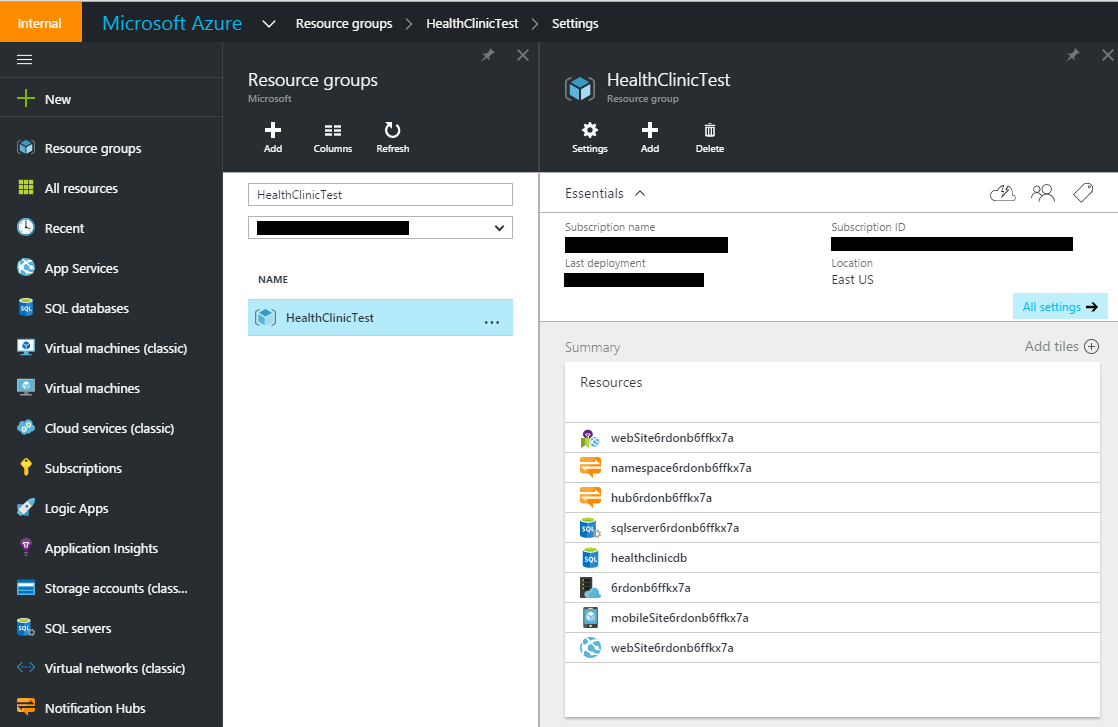 Internal
Microsoft Azure
Resource groups
HealthClinicTest
Settings
New
Resource groups
All resources
Recent
App Services
SQL databases
Virtual machines (classic)
Virtual machines
Cloud services (classic)
Subscriptions
Logic Apps
Application Insights
Storage accounts (class...
SQL servers
Virtual networks (classic)
Notification Hubs
Resource groups
Microsoft
Add
Columns
Refresh
HealthClinicTest
NAME
HealthClinicTest
...
HealthClinicTest
Resource group
Settings
Add
Delete
Essentials
Subscription name
Subscription ID
Last deployment
Location
East US
All settings
Summary
Add tiles
Resources
webSite6rdonb6ffkx7a
namespace6rdonb6ffkx7a
hub6rdonb6ffkx7a
sqlserver6rdonb6ffkx7a
healthclinicdb
6rdonb6ffkx7a
mobileSite6rdonb6ffkx7a
webSite6rdonb6ffkx7a